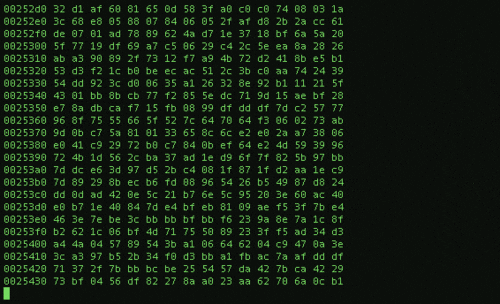 00252d0 32 d1 af 60 81 65 0d 58 3f a0 c0 c0 74 08 03 1a
00252e0 3c 68 e8 05 88 07 84 06 05 2f af d8 2b 2a cc 61
00252f0 de 07 01 ad 78 89 62 4a d7 1e 37 18 bf 6a 5a 20
0025300 5f 77 19 df 69 a7 c5 06 29 c4 2c 5e ea 8a 28 26
0025310 ab a3 90 89 2f 73 12 f7 a9 4b 72 d2 41 8b e5 b1
0025320 53 d3 f2 1c b0 be ec ac 51 2c 3b c0 aa 74 24 39
0025330 54 dd 92 3c d0 06 35 a1 26 32 8e 92 b1 11 21 5f
0025340 43 01 bb 8b cb 77 f2 85 5e dc 71 9d 15 ae bf 28
0025350 e7 8a db ca f7 15 fb 08 99 df dd df 7d c2 57 77
0025360 96 8f 75 55 66 5f 52 7c 64 70 64 f3 06 02 73 ab
0025370 9d 0b c7 5a 81 01 33 65 8c 6c e2 e0 2a a7 38 06
0025380 e0 41 c9 29 72 b0 c7 84 0b ef 64 e2 4d 59 39 96
0025390 72 4b 1d 56 2c ba 37 ad 1e d9 6f 7f 82 5b 97 bb
00253a0 7d dc e6 3d 97 d5 2b c4 08 1f 87 1f d2 aa 1e c9
00253b0 7d 89 29 8b ec b6 fd 08 96 54 26 b5 49 87 d8 24
00253c0 dd 0d ad 42 0e 5c 21 b7 6e 5c 95 20 3e 60 ac 40
00253d0 e0 b7 1e 40 84 7d e4 bf eb 81 09 ae f5 3f 7b e4
00253e0 46 3e 7e be 3c bb bb bf bb f6 23 9a 8e 7a 1c 8f
00253f0 b2 62 1c 06 bf 4d 71 75 50 89 23 3f f5 ad 34 d3
0025400 a4 4a 04 57 89 54 3b a1 06 64 62 04 c9 47 0a 3e
0025410 3c a3 97 b5 2b 34 f0 d3 bb a1 fb ac 7a af dd df
0025420 71 37 2f 7b bb bc be 25 54 57 da 42 7b ca 42 29
0025430 73 bf 04 56 df 82 27 8a a0 23 aa 62 70 6a 0c b1